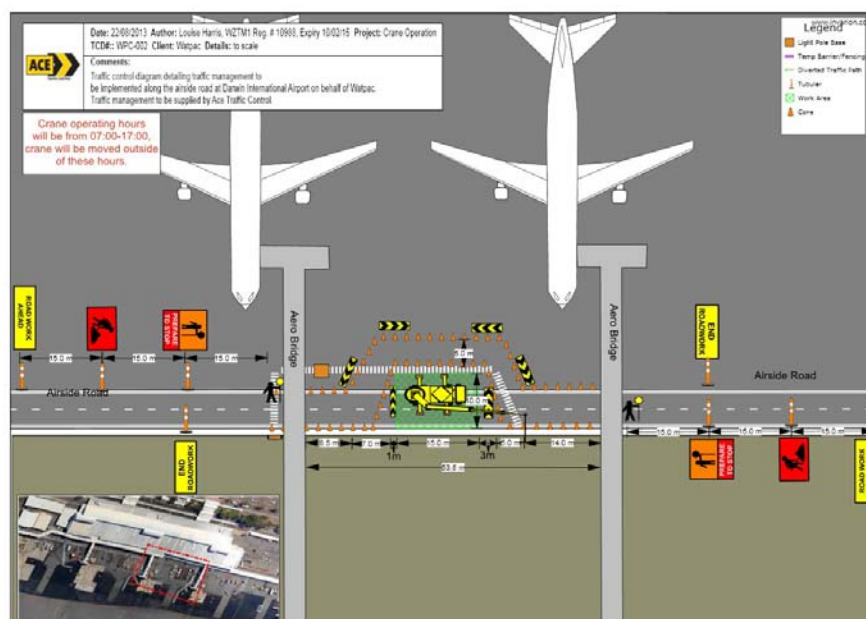 Date: 22/08/2013 Author: Louise Harris, WZTM1 Reg. # 10988, Expiry 10/02/15 Project: Crane Operation
TCD#:: WPC-002 Client: Watpac Details: to scale
ACE
Comments:
Traffic control diagram detailing traffic management to
be implemented along the airside road at Darwin International Airport on behalf of Watpac.
Traffic management to be supplied by Ace Traffic Control
Crane operating hours
will be from 07:00-17:00,
crane will be moved outside
of these hours.
Legend
Light Pole Base
Temp Barrier/Fencing
Diverted Traffic Path
Tubular
Work Area
Cone
ROAD WORK
AHEAD
PREPARE
TO STOP
15.0 m
15.0 m
15.0 m
Airside Road
END
ROADWORK
Aero Bridge
Aero Bridge
5.0 m
10.0 m
7.0 m
15.0 m
14.0 m
1m
3m
END
ROADWORK
Airside Road
15.0 m
15.0 m
15.0 m
PREPARE
TO STOP
ROAD WORK